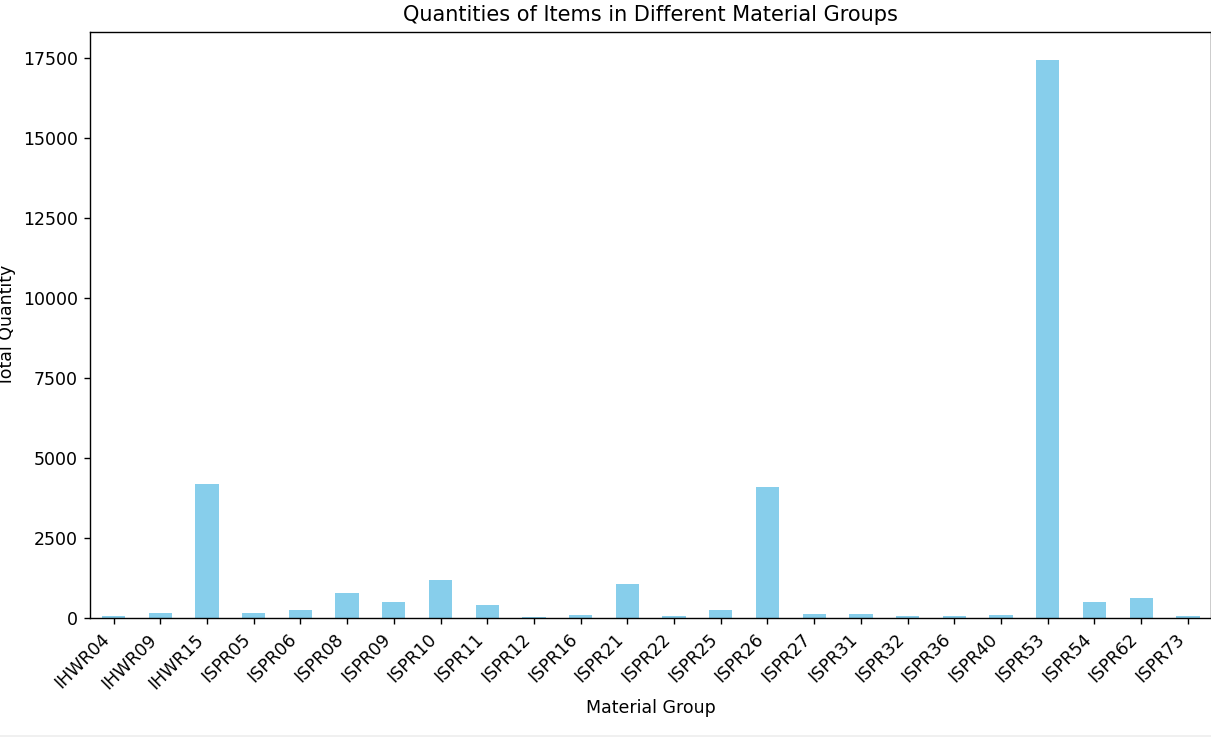 Quantities of Items in Different Material Groups
17500
15000
12500
10000
7500
5000
2500
0
Total Quantity
IHWR04
IHWR09
IHWR15
ISPR05
ISPR06
ISPR08
ISPR09
ISPR10
ISPR11
ISPR12
ISPR16
ISPR21
ISPR22
ISPR25
ISPR26
ISPR27
ISPR31
ISPR32
ISPR36
ISPR40
ISPR53
ISPR54
ISPR62
ISPR73
Material Group